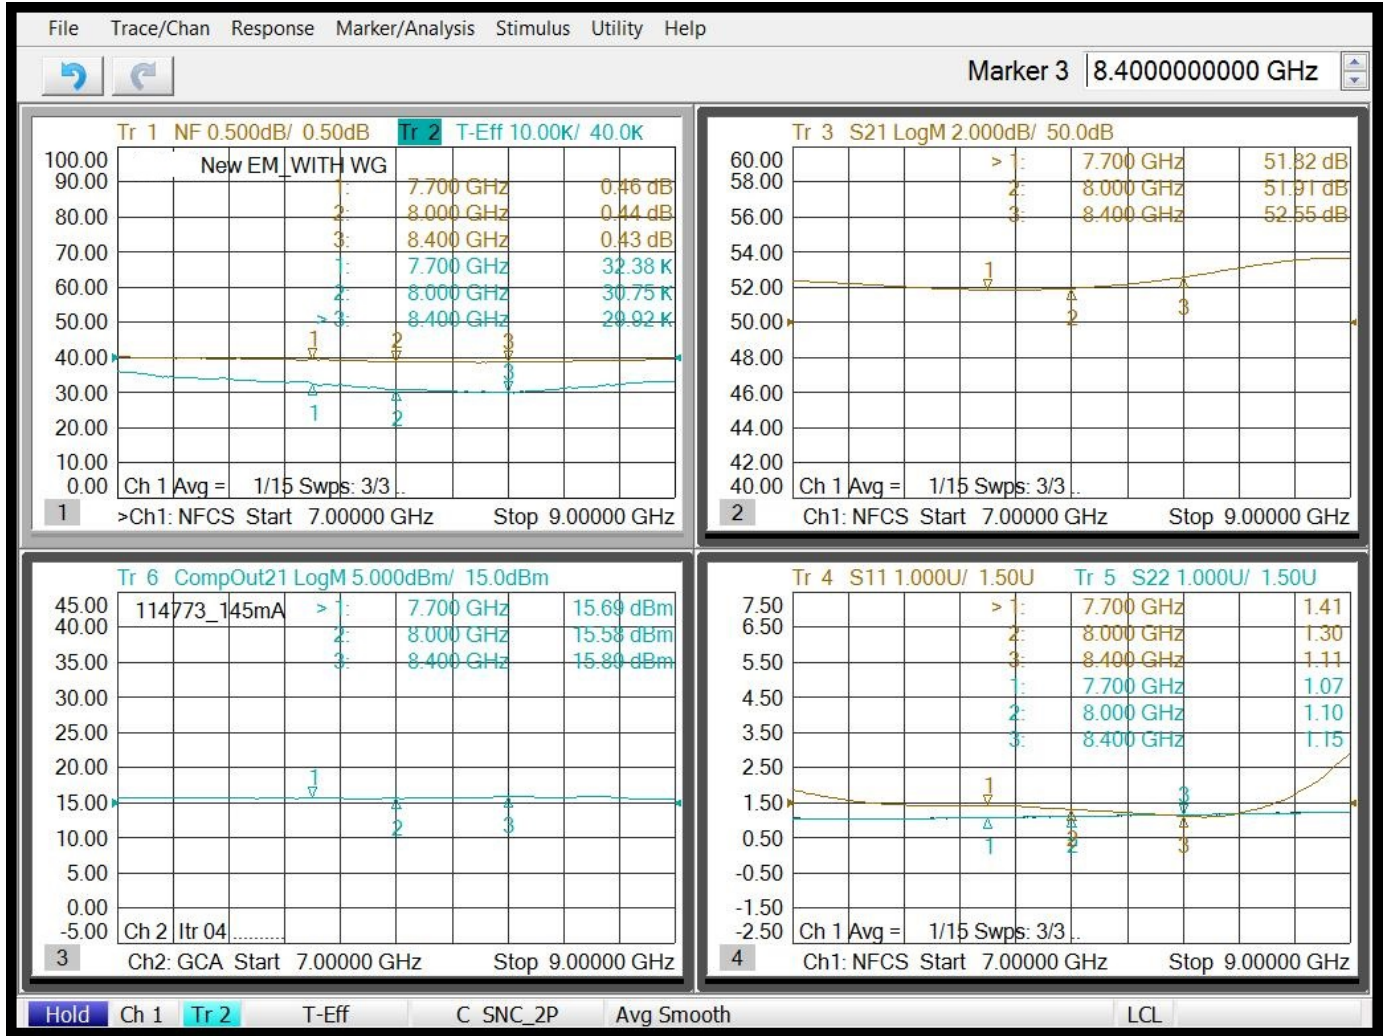 File Trace/Chan Response Marker/Analysis Stimulus Utility Help
Marker 3 8.4000000000 GHz
Tr 1 NF 0.500dB/ 0.50dB Tr 2 T-Eff 10.00K/ 40.0K
New EM_WITH WG
100.00
90.00
80.00
70.00
60.00
50.00
40.00
30.00
20.00
10.00
0.00
1: 7.700 GHz 0.46 dB
2: 8.000 GHz 0.44 dB
3: 8.400 GHz 0.43 dB
1: 7.700 GHz 32.38 K
2: 8.000 GHz 30.75 K
> 3: 8.400 GHz 29.92 K
1 2 3
3
1 2
Ch 1 Avg = 1/15 Swps: 3/3 ..
1 >Ch1: NFCS Start 7.00000 GHz Stop 9.00000 GHz
Tr 3 S21 LogM 2.000dB/ 50.0dB
60.00
58.00
56.00
54.00
52.00
50.00
48.00
46.00
44.00
42.00
40.00
> 1: 7.700 GHz 51.82 dB
2: 8.000 GHz 51.91 dB
3: 8.400 GHz 52.55 dB
1
2 3
Ch 1 Avg = 1/15 Swps: 3/3 ..
2 Ch1: NFCS Start 7.00000 GHz Stop 9.00000 GHz
Tr 6 CompOut21 LogM 5.000dBm/ 15.0dBm
114773_145mA
45.00
40.00
35.00
30.00
25.00
20.00
15.00
10.00
5.00
0.00
-5.00
> 1: 7.700 GHz 15.69 dBm
2: 8.000 GHz 15.58 dBm
3: 8.400 GHz 15.89 dBm
1
2 3
Ch 2 Itr 04 ..........
3 Ch2: GCA Start 7.00000 GHz Stop 9.00000 GHz
Tr 4 S11 1.000U/ 1.50U Tr 5 S22 1.000U/ 1.50U
7.50
6.50
5.50
4.50
3.50
2.50
1.50
0.50
-0.50
-1.50
-2.50
> 1: 7.700 GHz 1.41
2: 8.000 GHz 1.30
3: 8.400 GHz 1.11
1: 7.700 GHz 1.07
2: 8.000 GHz 1.10
3: 8.400 GHz 1.15
1 3
1 2 3
Ch 1 Avg = 1/15 Swps: 3/3 ..
4 Ch1: NFCS Start 7.00000 GHz Stop 9.00000 GHz
Hold Ch 1 Tr 2 T-Eff C SNC_2P Avg Smooth LCL